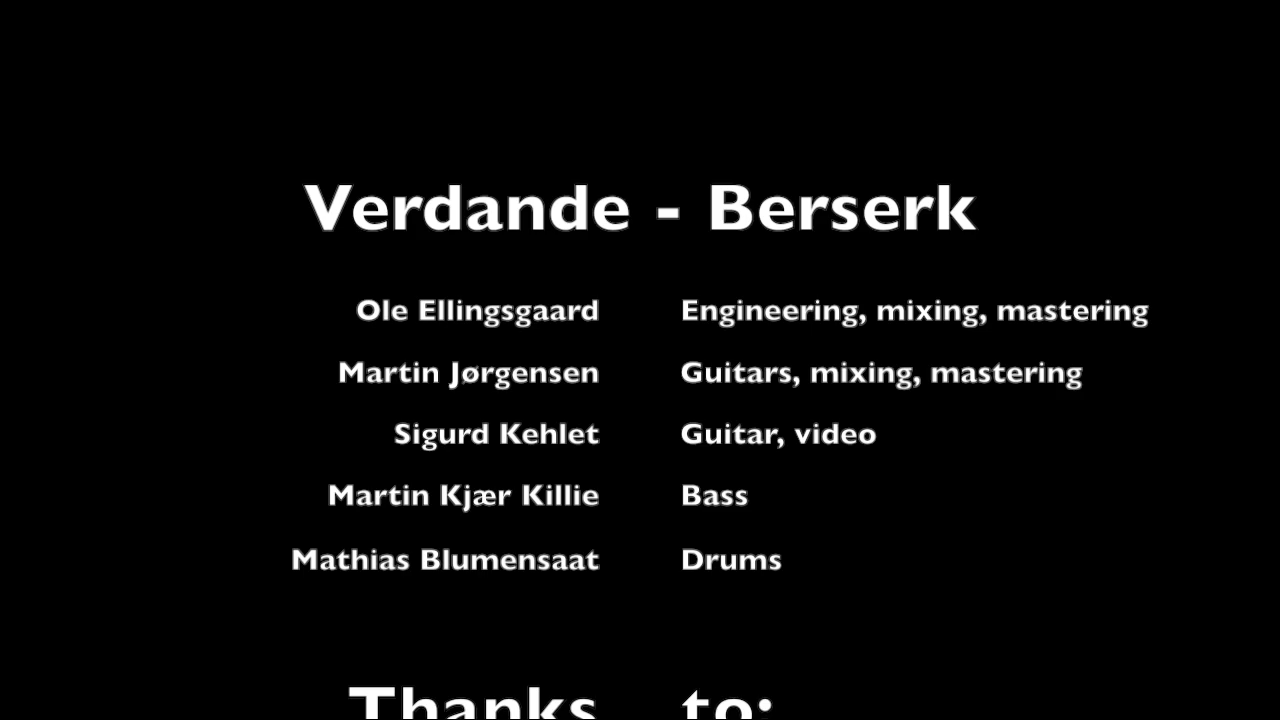 Verdande - Berserk
Ole Ellingsgaard Engineering, mixing, mastering
Martin Jørgensen Guitars, mixing, mastering
Sigurd Kehlet Guitar, video
Martin Kjær Killie Bass
Mathias Blumensaat Drums
Thanks to: